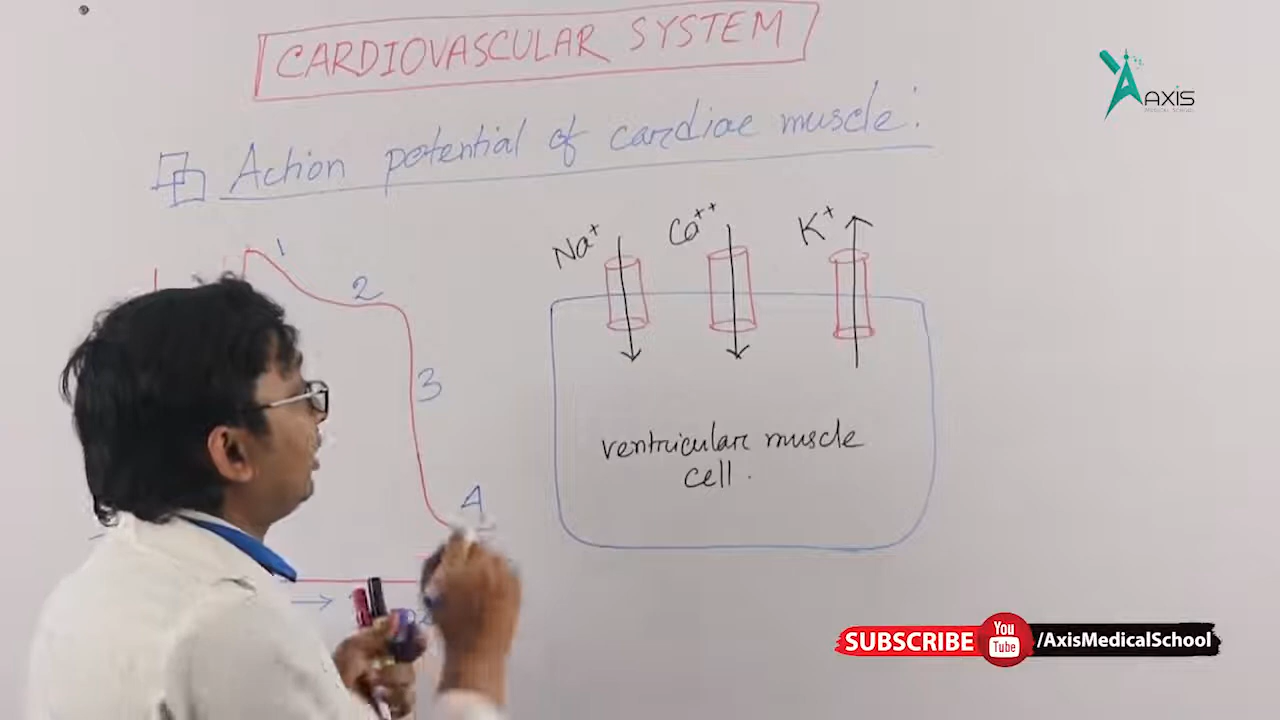 CARDIOVASCULAR SYSTEM
AXIS
Action potential of cardiac muscle:
Na+
Ca++
K+
1
2
3
4
ventricular muscle
cell.
SUBSCRIBE
You
Tube
/AxisMedicalSchool